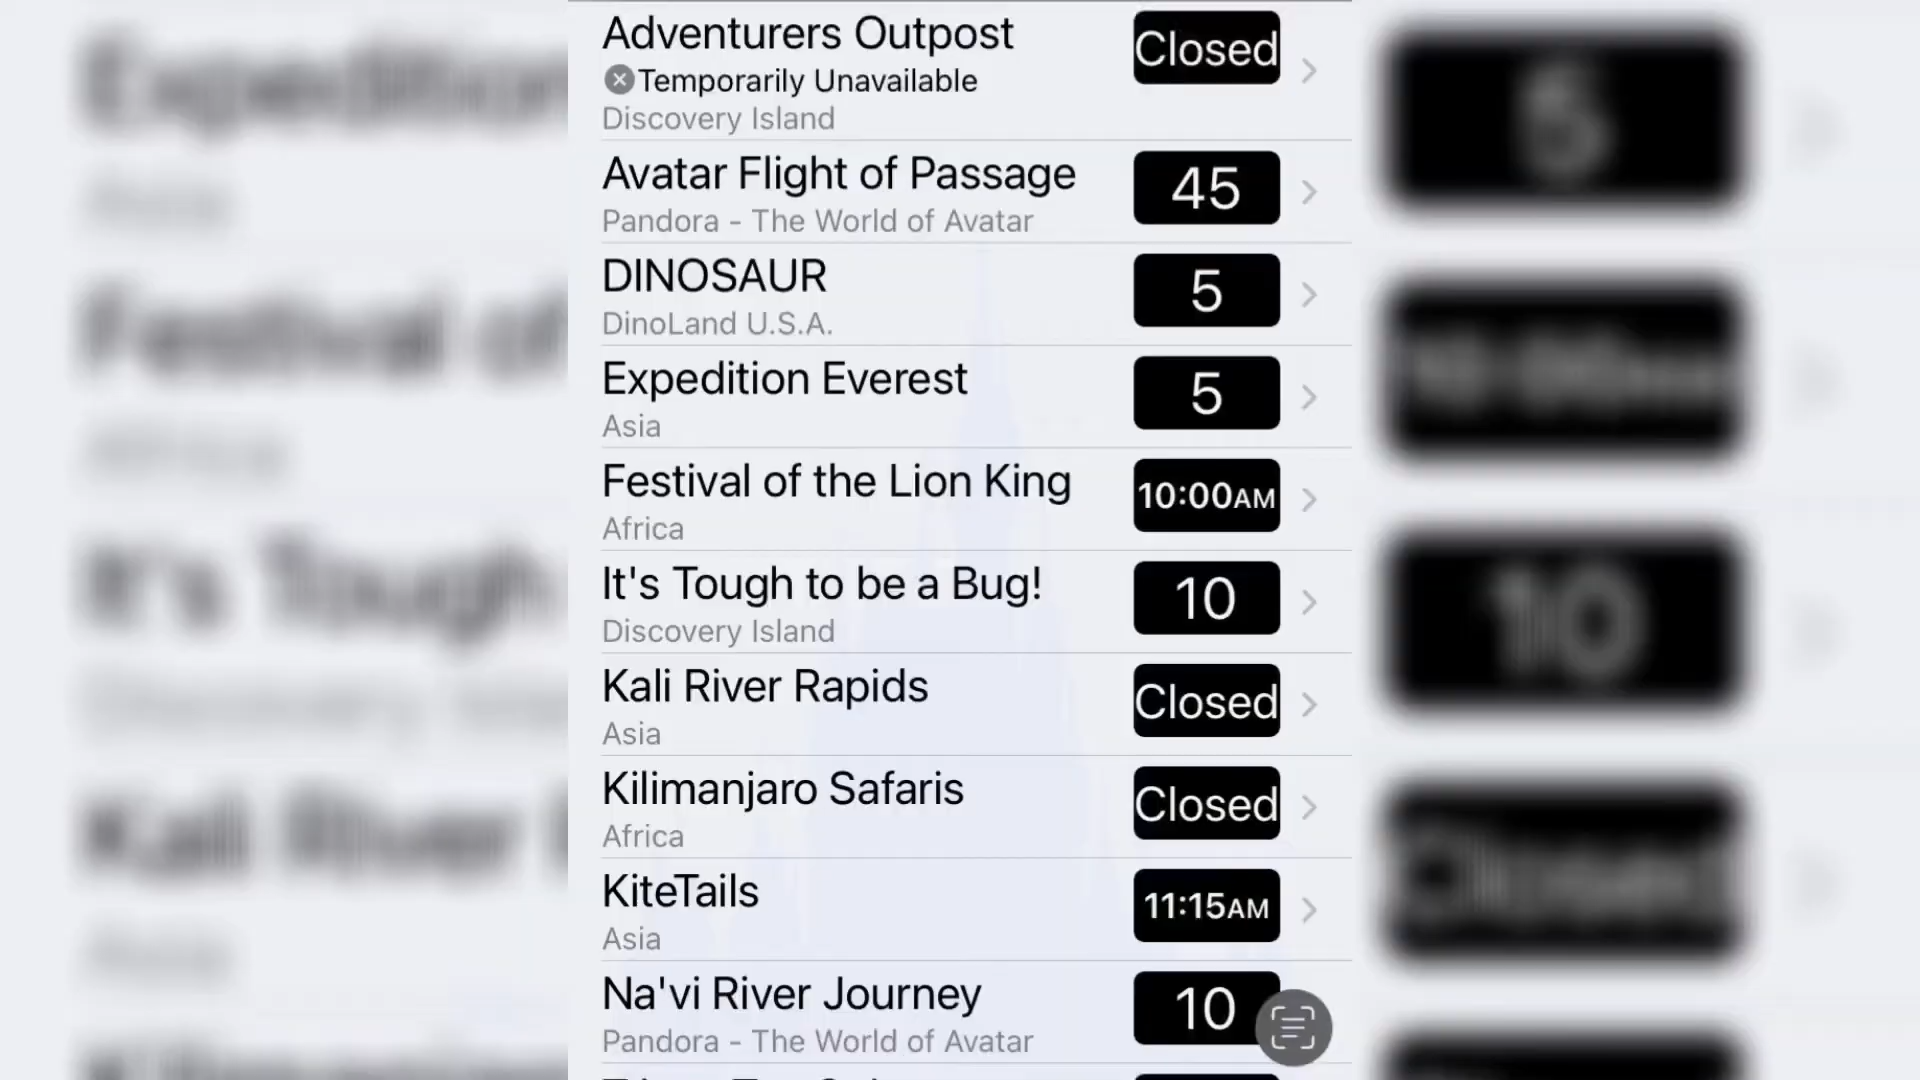 Adventurers Outpost
Closed
Temporarily Unavailable
Discovery Island
Avatar Flight of Passage
45
Pandora - The World of Avatar
DINOSAUR
5
DinoLand U.S.A.
Expedition Everest
5
Asia
Festival of the Lion King
10:00AM
Africa
It's Tough to be a Bug!
10
Discovery Island
Kali River Rapids
Closed
Asia
Kilimanjaro Safaris
Closed
Africa
KiteTails
11:15AM
Asia
Na'vi River Journey
10
Pandora - The World of Avatar